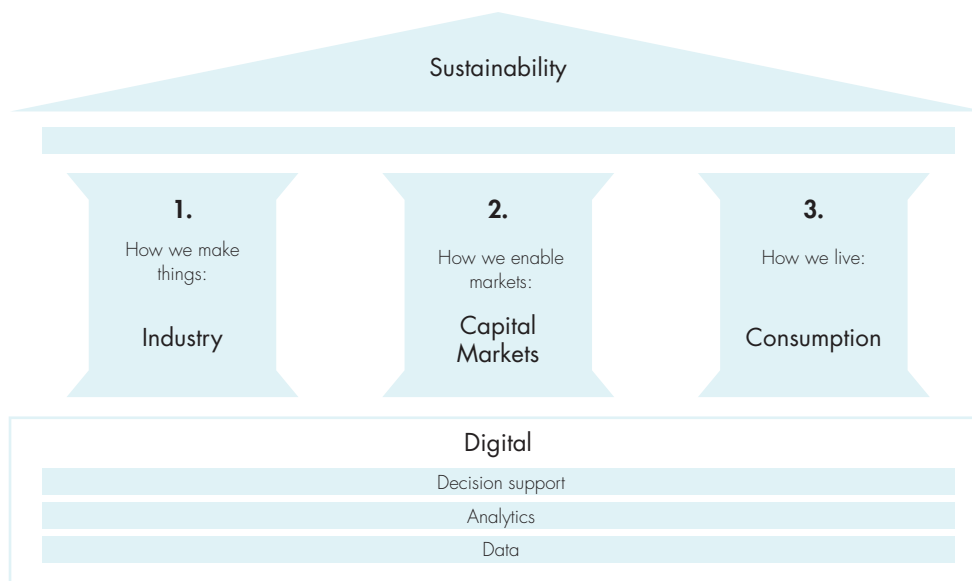 Sustainability
1.
How we make
things:
Industry
2.
How we enable
markets:
Capital
Markets
3.
How we live:
Consumption
Digital
Decision support
Analytics
Data